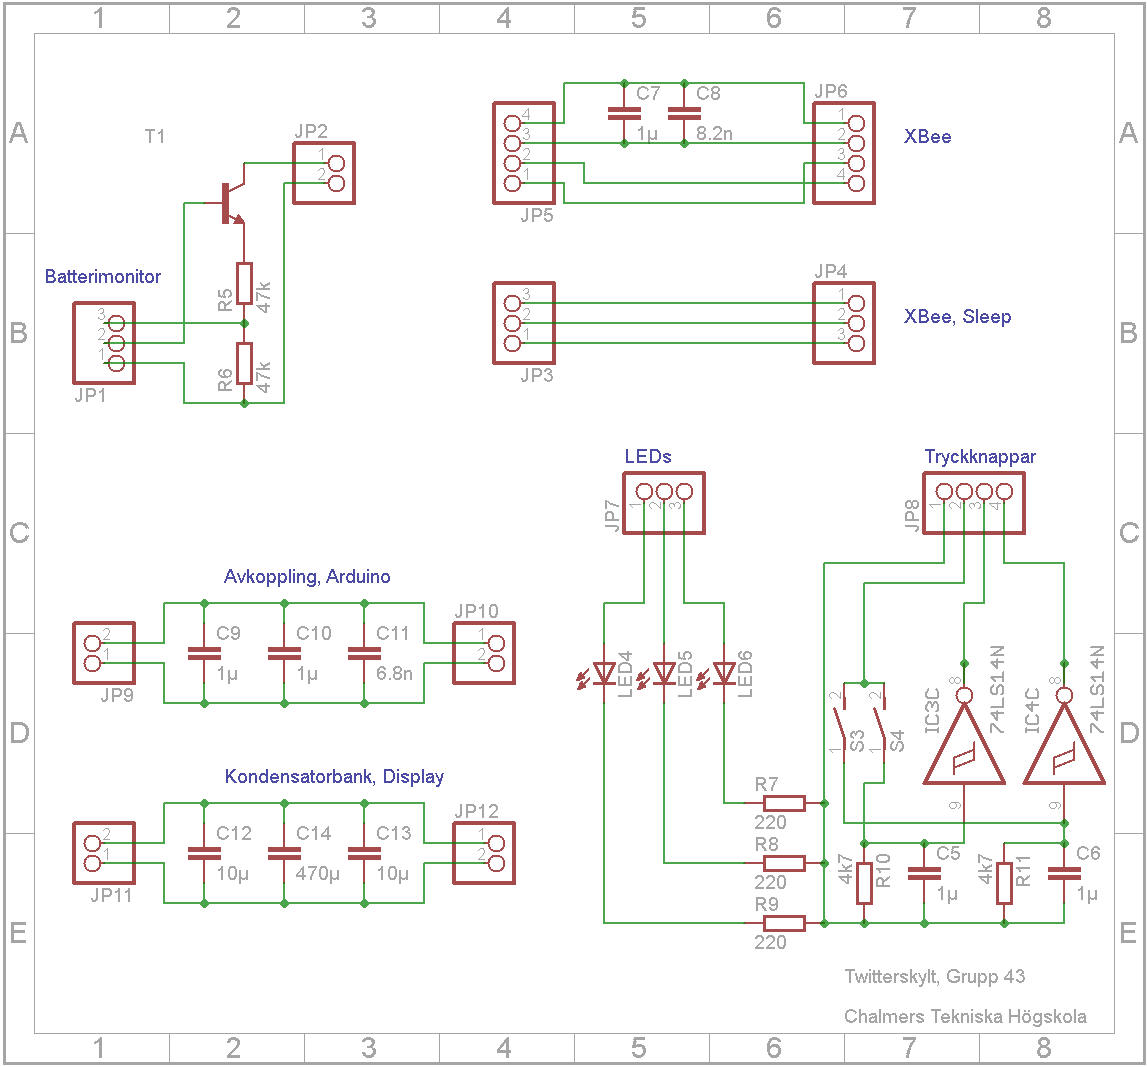 1 2 3 4 5 6 7 8
A
T1
JP2
1
2
C7
1µ
C8
8.2n
JP5
4
3
2
1
JP6
1
2
3
4
XBee
A
B
Batterimonitor
JP1
3
2
1
R5
47k
R6
47k
JP3
3
2
1
JP4
1
2
3
XBee, Sleep
B
C
LEDs
JP7
1
2
3
Tryckknappar
JP8
1
2
3
4
C
Avkoppling, Arduino
JP9
2
1
C9
1µ
C10
1µ
C11
6.8n
JP10
1
2
LED4
LED5
LED6
D
2
1
S3
2
1
S4
IC3C
74LS14N
8
9
IC4C
74LS14N
8
9
D
Kondensatorbank, Display
JP11
2
1
C12
10µ
C14
470µ
C13
10µ
JP12
1
2
R7
220
R8
220
R9
220
4k7
R10
C5
1µ
4k7
R11
C6
1µ
E
E
Twitterskylt, Grupp 43
Chalmers Tekniska Högskola
1 2 3 4 5 6 7 8